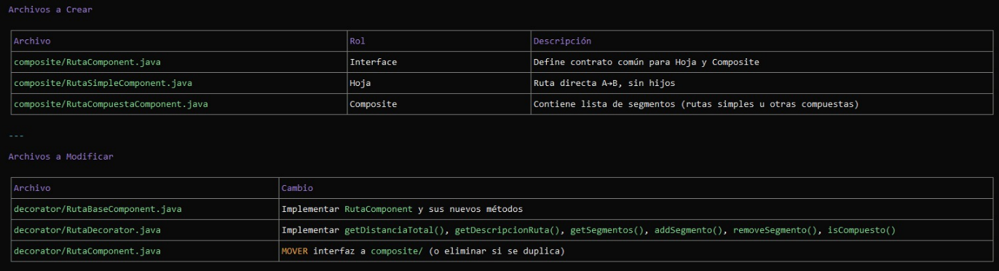 Archivos a Crear
Archivo Rol Descripción
composite/RutaComponent.java Interface Define contrato común para Hoja y Composite
composite/RutaSimpleComponent.java Hoja Ruta directa A→B, sin hijos
composite/RutaCompuestaComponent.java Composite Contiene lista de segmentos (rutas simples u otras compuestas)
---
Archivos a Modificar
Archivo Cambio
decorator/RutaBaseComponent.java Implementar RutaComponent y sus nuevos métodos
decorator/RutaDecorator.java Implementar getDistanciaTotal(), getDescripcionRuta(), getSegmentos(), addSegmento(), removeSegmento(), isCompuesto()
decorator/RutaComponent.java MOVER interfaz a composite/ (o eliminar si se duplica)